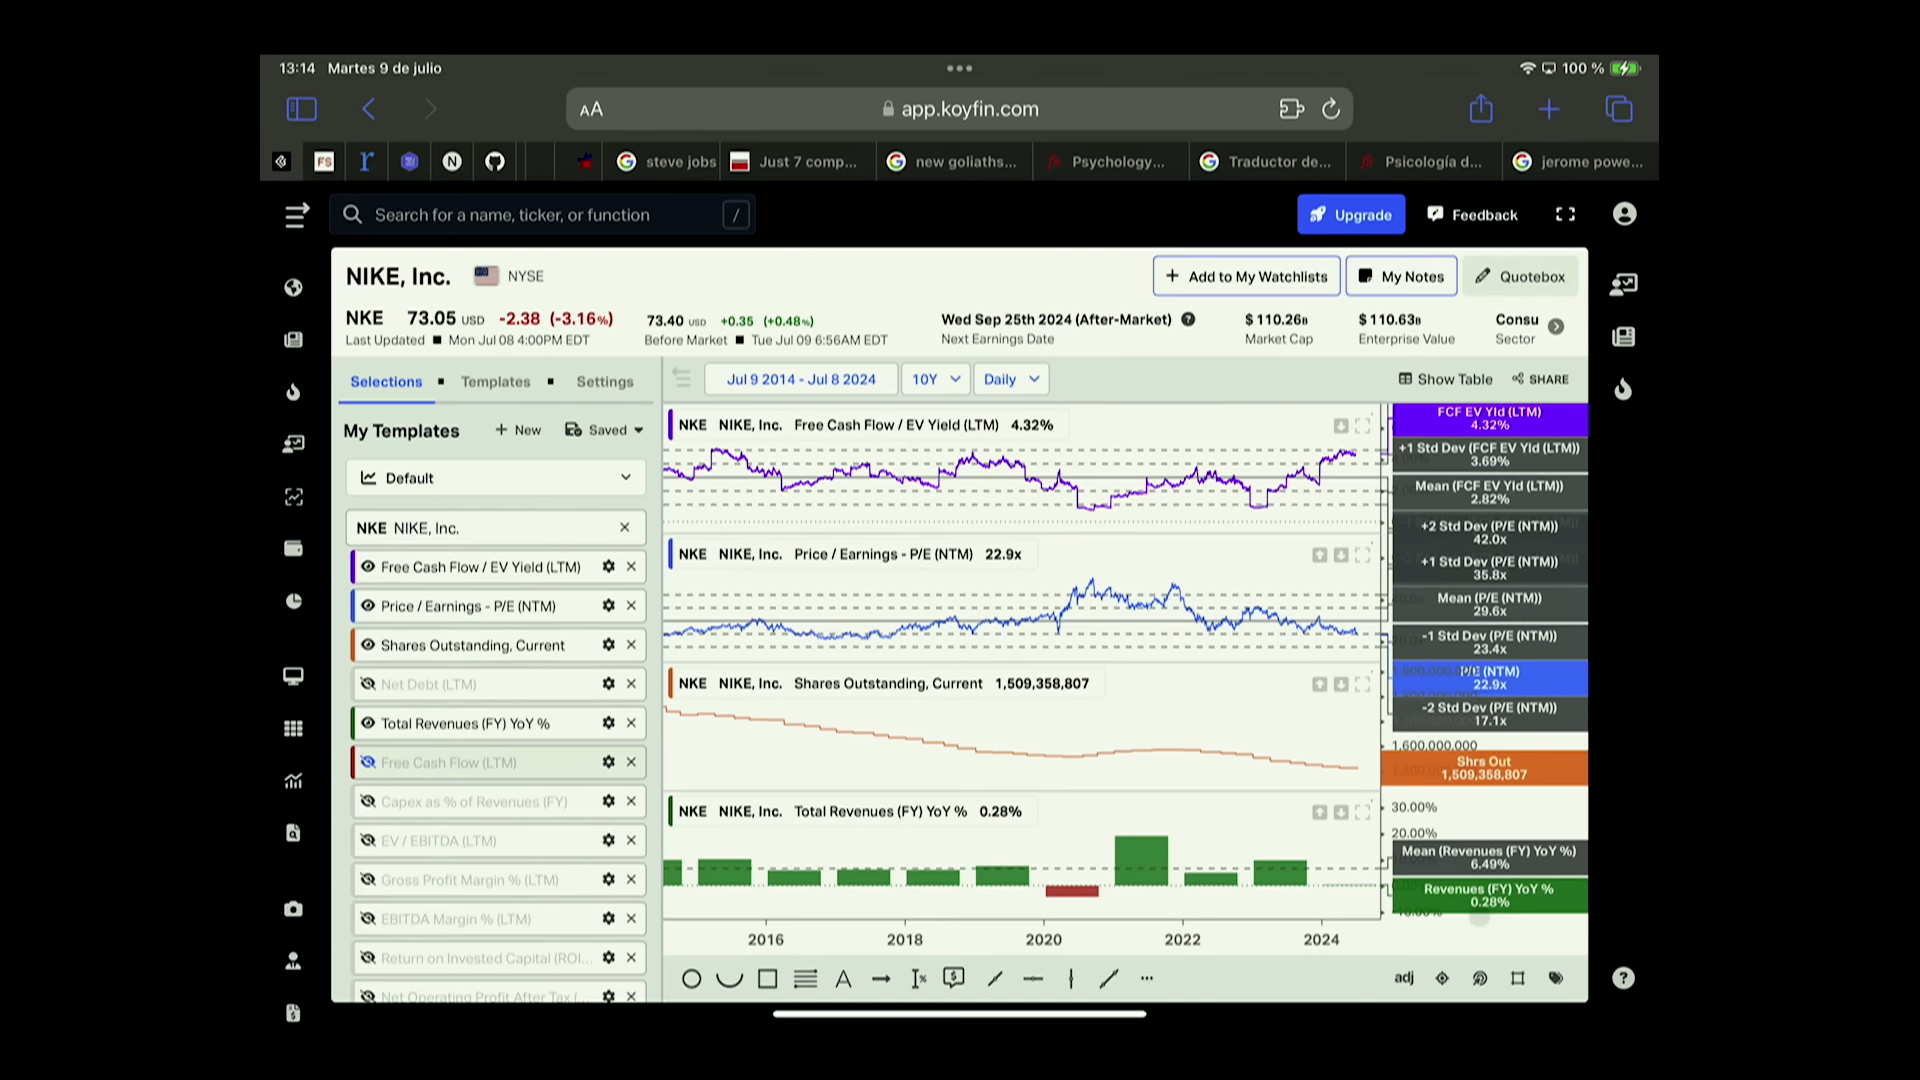 13:14 Martes 9 de julio
100 %
AA
app.koyfin.com
FS
N
steve jobs
Just 7 comp...
new goliaths...
Psychology...
Traductor de...
Psicología d...
jerome powe...
Search for a name, ticker, or function
/
Upgrade
Feedback
NIKE, Inc.
NYSE
+ Add to My Watchlists
My Notes
Quotebox
NKE 73.05 USD -2.38 (-3.16%)
Last Updated Mon Jul 08 4:00PM EDT
73.40 USD +0.35 (+0.48%)
Before Market Tue Jul 09 6:56AM EDT
Wed Sep 25th 2024 (After-Market)
Next Earnings Date
$ 110.26B
Market Cap
$ 110.63B
Enterprise Value
Consu
Sector
Selections
Templates
Settings
Jul 9 2014 - Jul 8 2024
10Y
Daily
Show Table
SHARE
My Templates
+ New
Saved
Default
NKE NIKE, Inc.
Free Cash Flow / EV Yield (LTM)
Price / Earnings - P/E (NTM)
Shares Outstanding, Current
Net Debt (LTM)
Total Revenues (FY) YoY %
Free Cash Flow (LTM)
Capex as % of Revenues (FY)
EV / EBITDA (LTM)
Gross Profit Margin % (LTM)
EBITDA Margin % (LTM)
Return on Invested Capital (ROI...
Net Operating Profit After Tax (...
NKE NIKE, Inc. Free Cash Flow / EV Yield (LTM) 4.32%
NKE NIKE, Inc. Price / Earnings - P/E (NTM) 22.9x
NKE NIKE, Inc. Shares Outstanding, Current 1,509,358,807
NKE NIKE, Inc. Total Revenues (FY) YoY % 0.28%
FCF EV Yld (LTM)
4.32%
+1 Std Dev (FCF EV Yld (LTM))
3.69%
Mean (FCF EV Yld (LTM))
2.82%
+2 Std Dev (P/E (NTM))
42.0x
+1 Std Dev (P/E (NTM))
35.8x
Mean (P/E (NTM))
29.6x
-1 Std Dev (P/E (NTM))
23.4x
P/E (NTM)
22.9x
-2 Std Dev (P/E (NTM))
17.1x
1,600,000,000
Shrs Out
1,509,358,807
30.00%
20.00%
Mean (Revenues (FY) YoY %)
6.49%
Revenues (FY) YoY %
0.28%
-10.00%
2016
2018
2020
2022
2024
adj